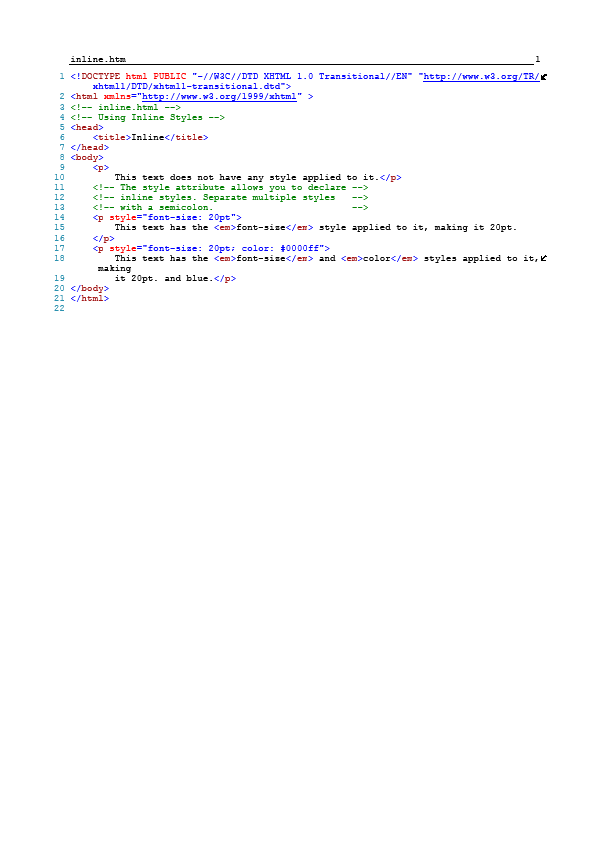 inline.htm 1
1 <!DOCTYPE html PUBLIC "-//W3C//DTD XHTML 1.0 Transitional//EN" "http://www.w3.org/TR/
xhtml1/DTD/xhtml1-transitional.dtd">
2 <html xmlns="http://www.w3.org/1999/xhtml" >
3 <!-- inline.html -->
4 <!-- Using Inline Styles -->
5 <head>
6 <title>Inline</title>
7 </head>
8 <body>
9 <p>
10 This text does not have any style applied to it.</p>
11 <!-- The style attribute allows you to declare -->
12 <!-- inline styles. Separate multiple styles -->
13 <!-- with a semicolon. -->
14 <p style="font-size: 20pt">
15 This text has the <em>font-size</em> style applied to it, making it 20pt.
16 </p>
17 <p style="font-size: 20pt; color: #0000ff">
18 This text has the <em>font-size</em> and <em>color</em> styles applied to it,
making
19 it 20pt. and blue.</p>
20 </body>
21 </html>
22